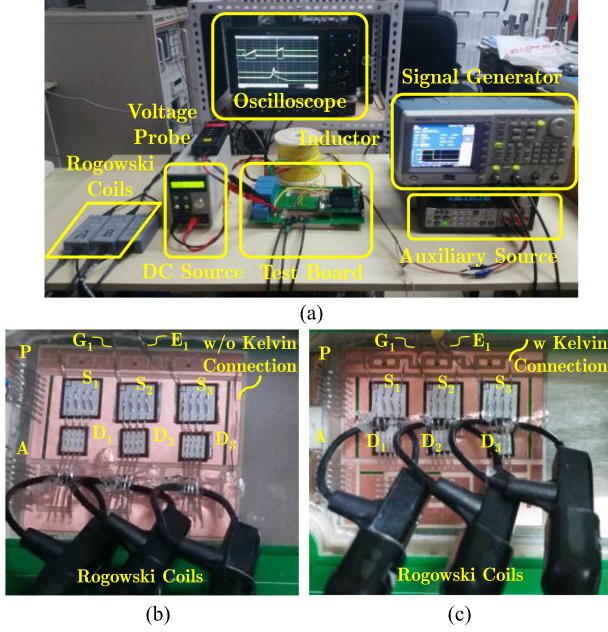 Oscilloscope
Signal Generator
Voltage
Probe
Inductor
Rogowski
Coils
DC Source
Test Board
Auxiliary Source
(a)
G1
E1
w/o Kelvin
Connection
P
S1
S2
S3
D1
D2
D3
A
Rogowski Coils
(b)
G1
E1
w Kelvin
Connection
P
S1
S2
S3
A
D1
D2
D3
Rogowski Coils
(c)